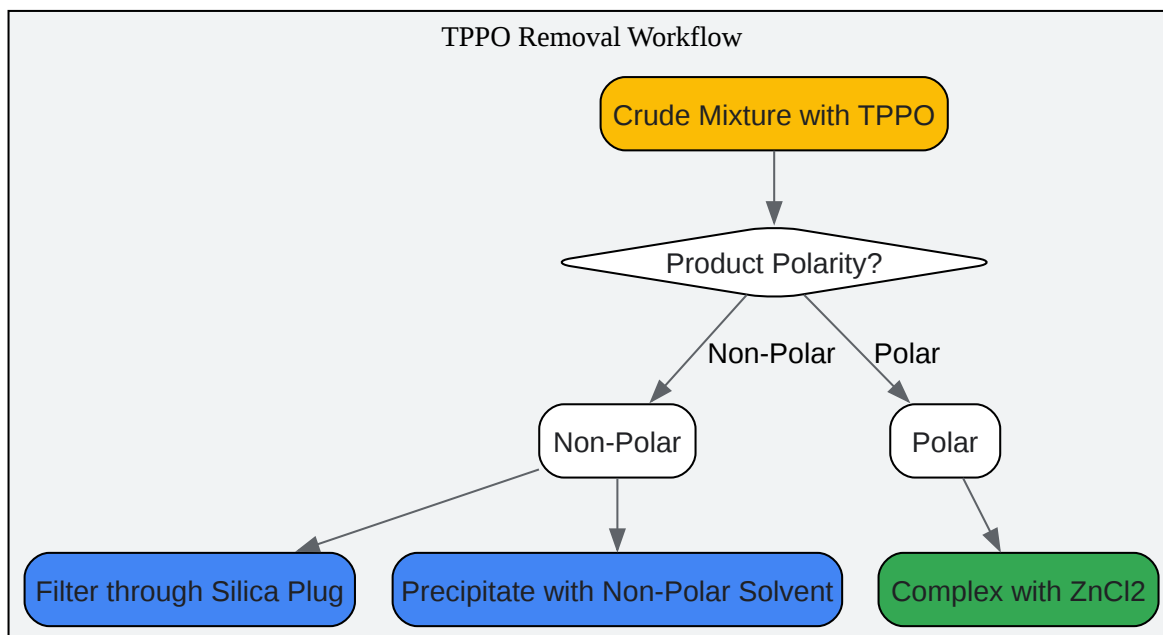 TPPO Removal Workflow
Crude Mixture with TPPO
Product Polarity?
Non-Polar
Polar
Non-Polar
Polar
Filter through Silica Plug
Precipitate with Non-Polar Solvent
Complex with ZnCl2